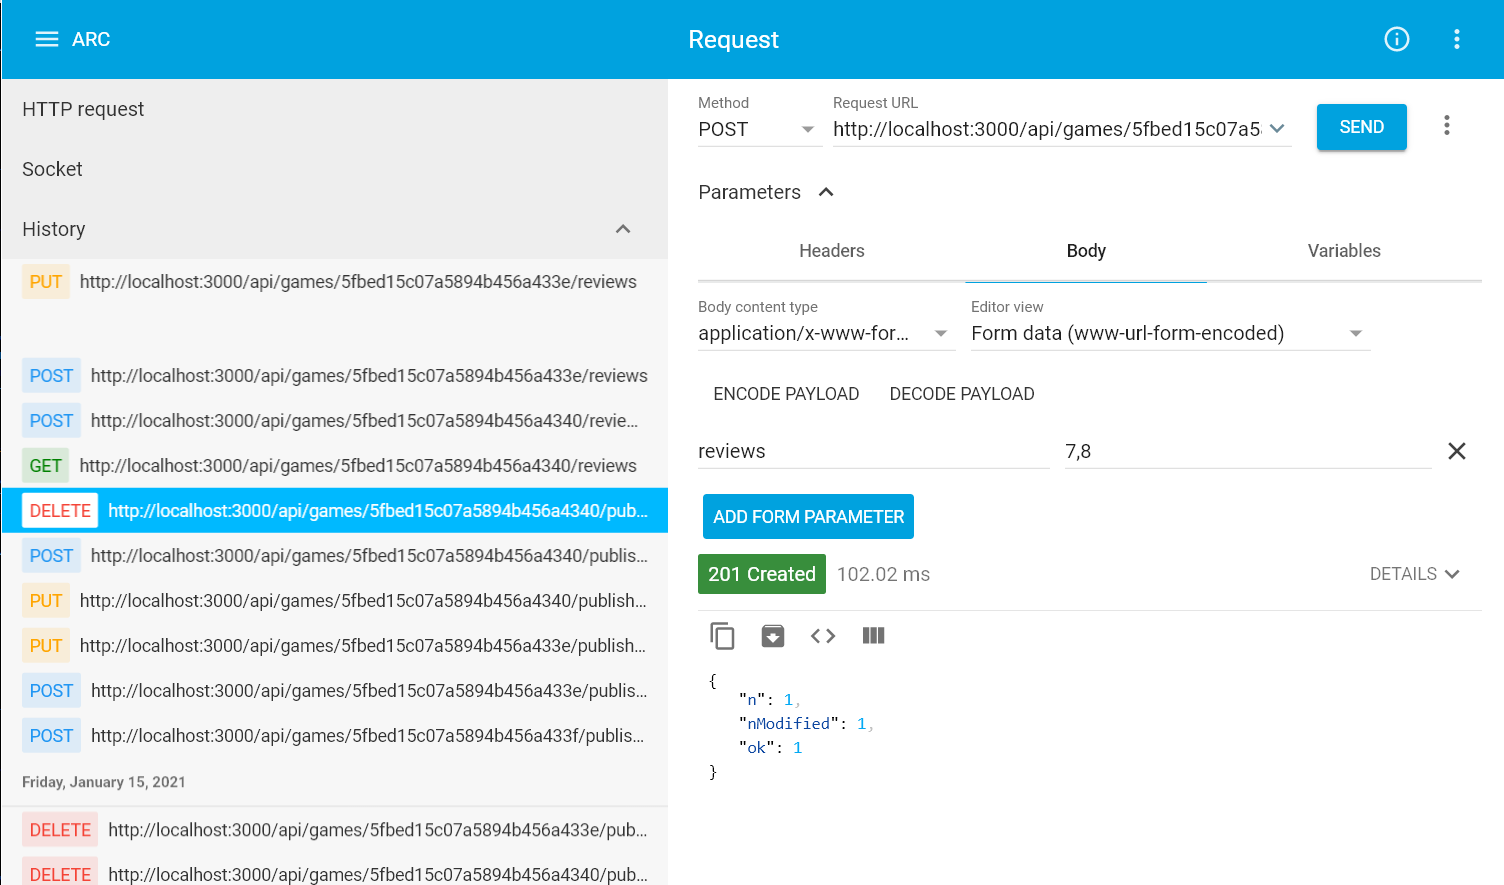 ARC
Request
HTTP request
Socket
History
PUT http://localhost:3000/api/games/5fbed15c07a5894b456a433e/reviews
POST http://localhost:3000/api/games/5fbed15c07a5894b456a433e/reviews
POST http://localhost:3000/api/games/5fbed15c07a5894b456a4340/revie...
GET http://localhost:3000/api/games/5fbed15c07a5894b456a4340/reviews
DELETE http://localhost:3000/api/games/5fbed15c07a5894b456a4340/pub...
POST http://localhost:3000/api/games/5fbed15c07a5894b456a4340/publis...
PUT http://localhost:3000/api/games/5fbed15c07a5894b456a4340/publish...
PUT http://localhost:3000/api/games/5fbed15c07a5894b456a433e/publish...
POST http://localhost:3000/api/games/5fbed15c07a5894b456a433e/publis...
POST http://localhost:3000/api/games/5fbed15c07a5894b456a433f/publis...
Friday, January 15, 2021
DELETE http://localhost:3000/api/games/5fbed15c07a5894b456a433e/pub...
DELETE http://localhost:3000/api/games/5fbed15c07a5894b456a4340/pub...
Method Request URL
POST http://localhost:3000/api/games/5fbed15c07a5
SEND
Parameters
Headers Body Variables
Body content type Editor view
application/x-www-for... Form data (www-url-form-encoded)
ENCODE PAYLOAD DECODE PAYLOAD
reviews 7,8
ADD FORM PARAMETER
201 Created 102.02 ms DETAILS
{
"n": 1,
"nModified": 1,
"ok": 1
}